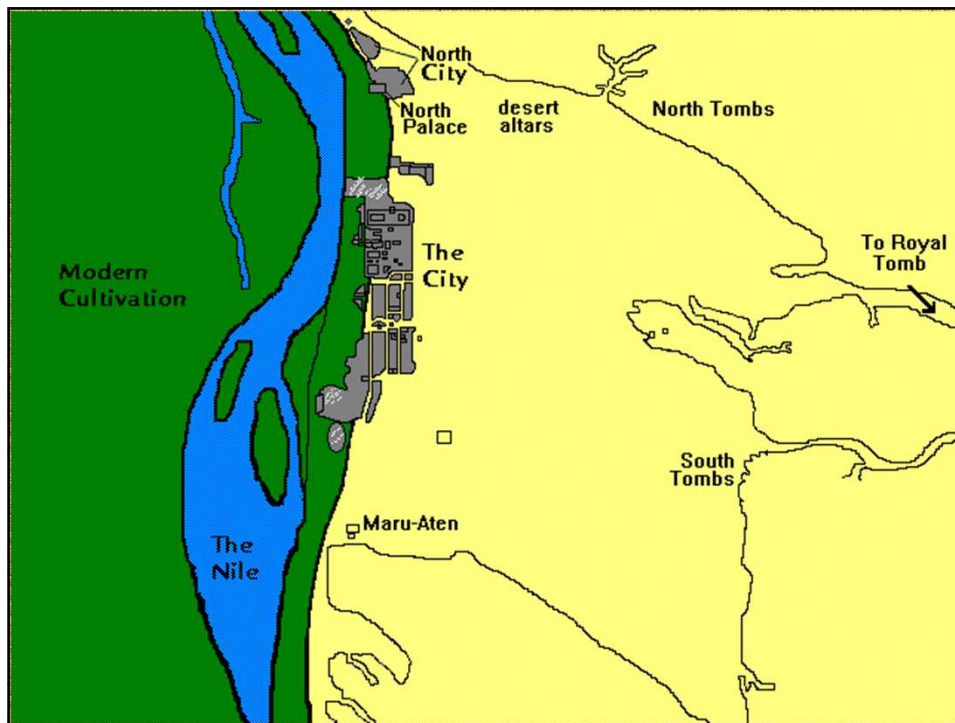 North
City
North
Palace
desert
altars
North Tombs
The
City
Modern
Cultivation
To Royal
Tomb
South
Tombs
Maru-Aten
The
Nile